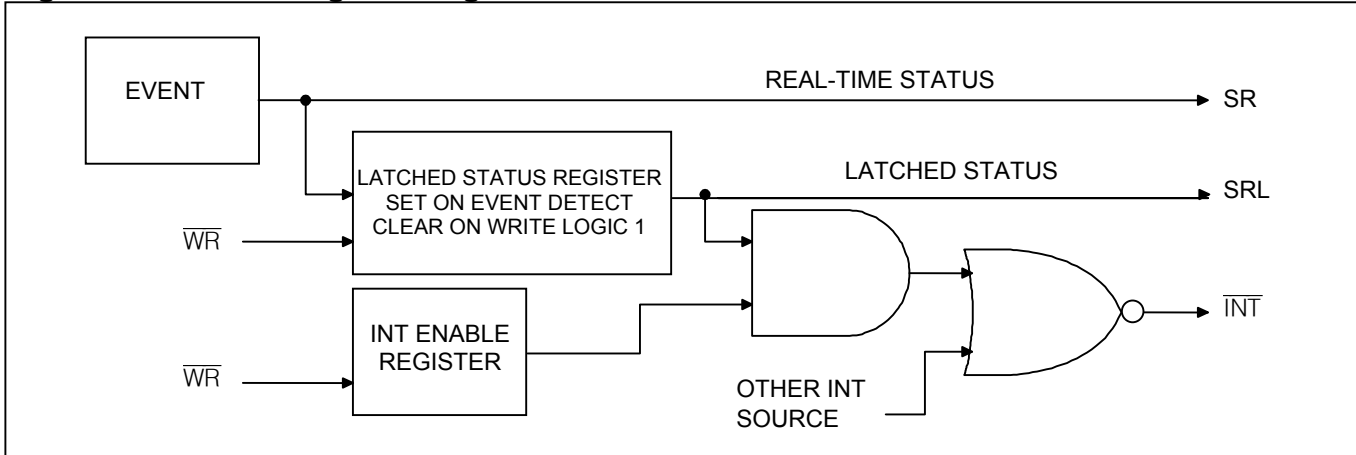 EVENT
REAL-TIME STATUS
SR
LATCHED STATUS REGISTER
SET ON EVENT DETECT
CLEAR ON WRITE LOGIC 1
LATCHED STATUS
SRL
WR
INT ENABLE
REGISTER
WR
OTHER INT
SOURCE
INT